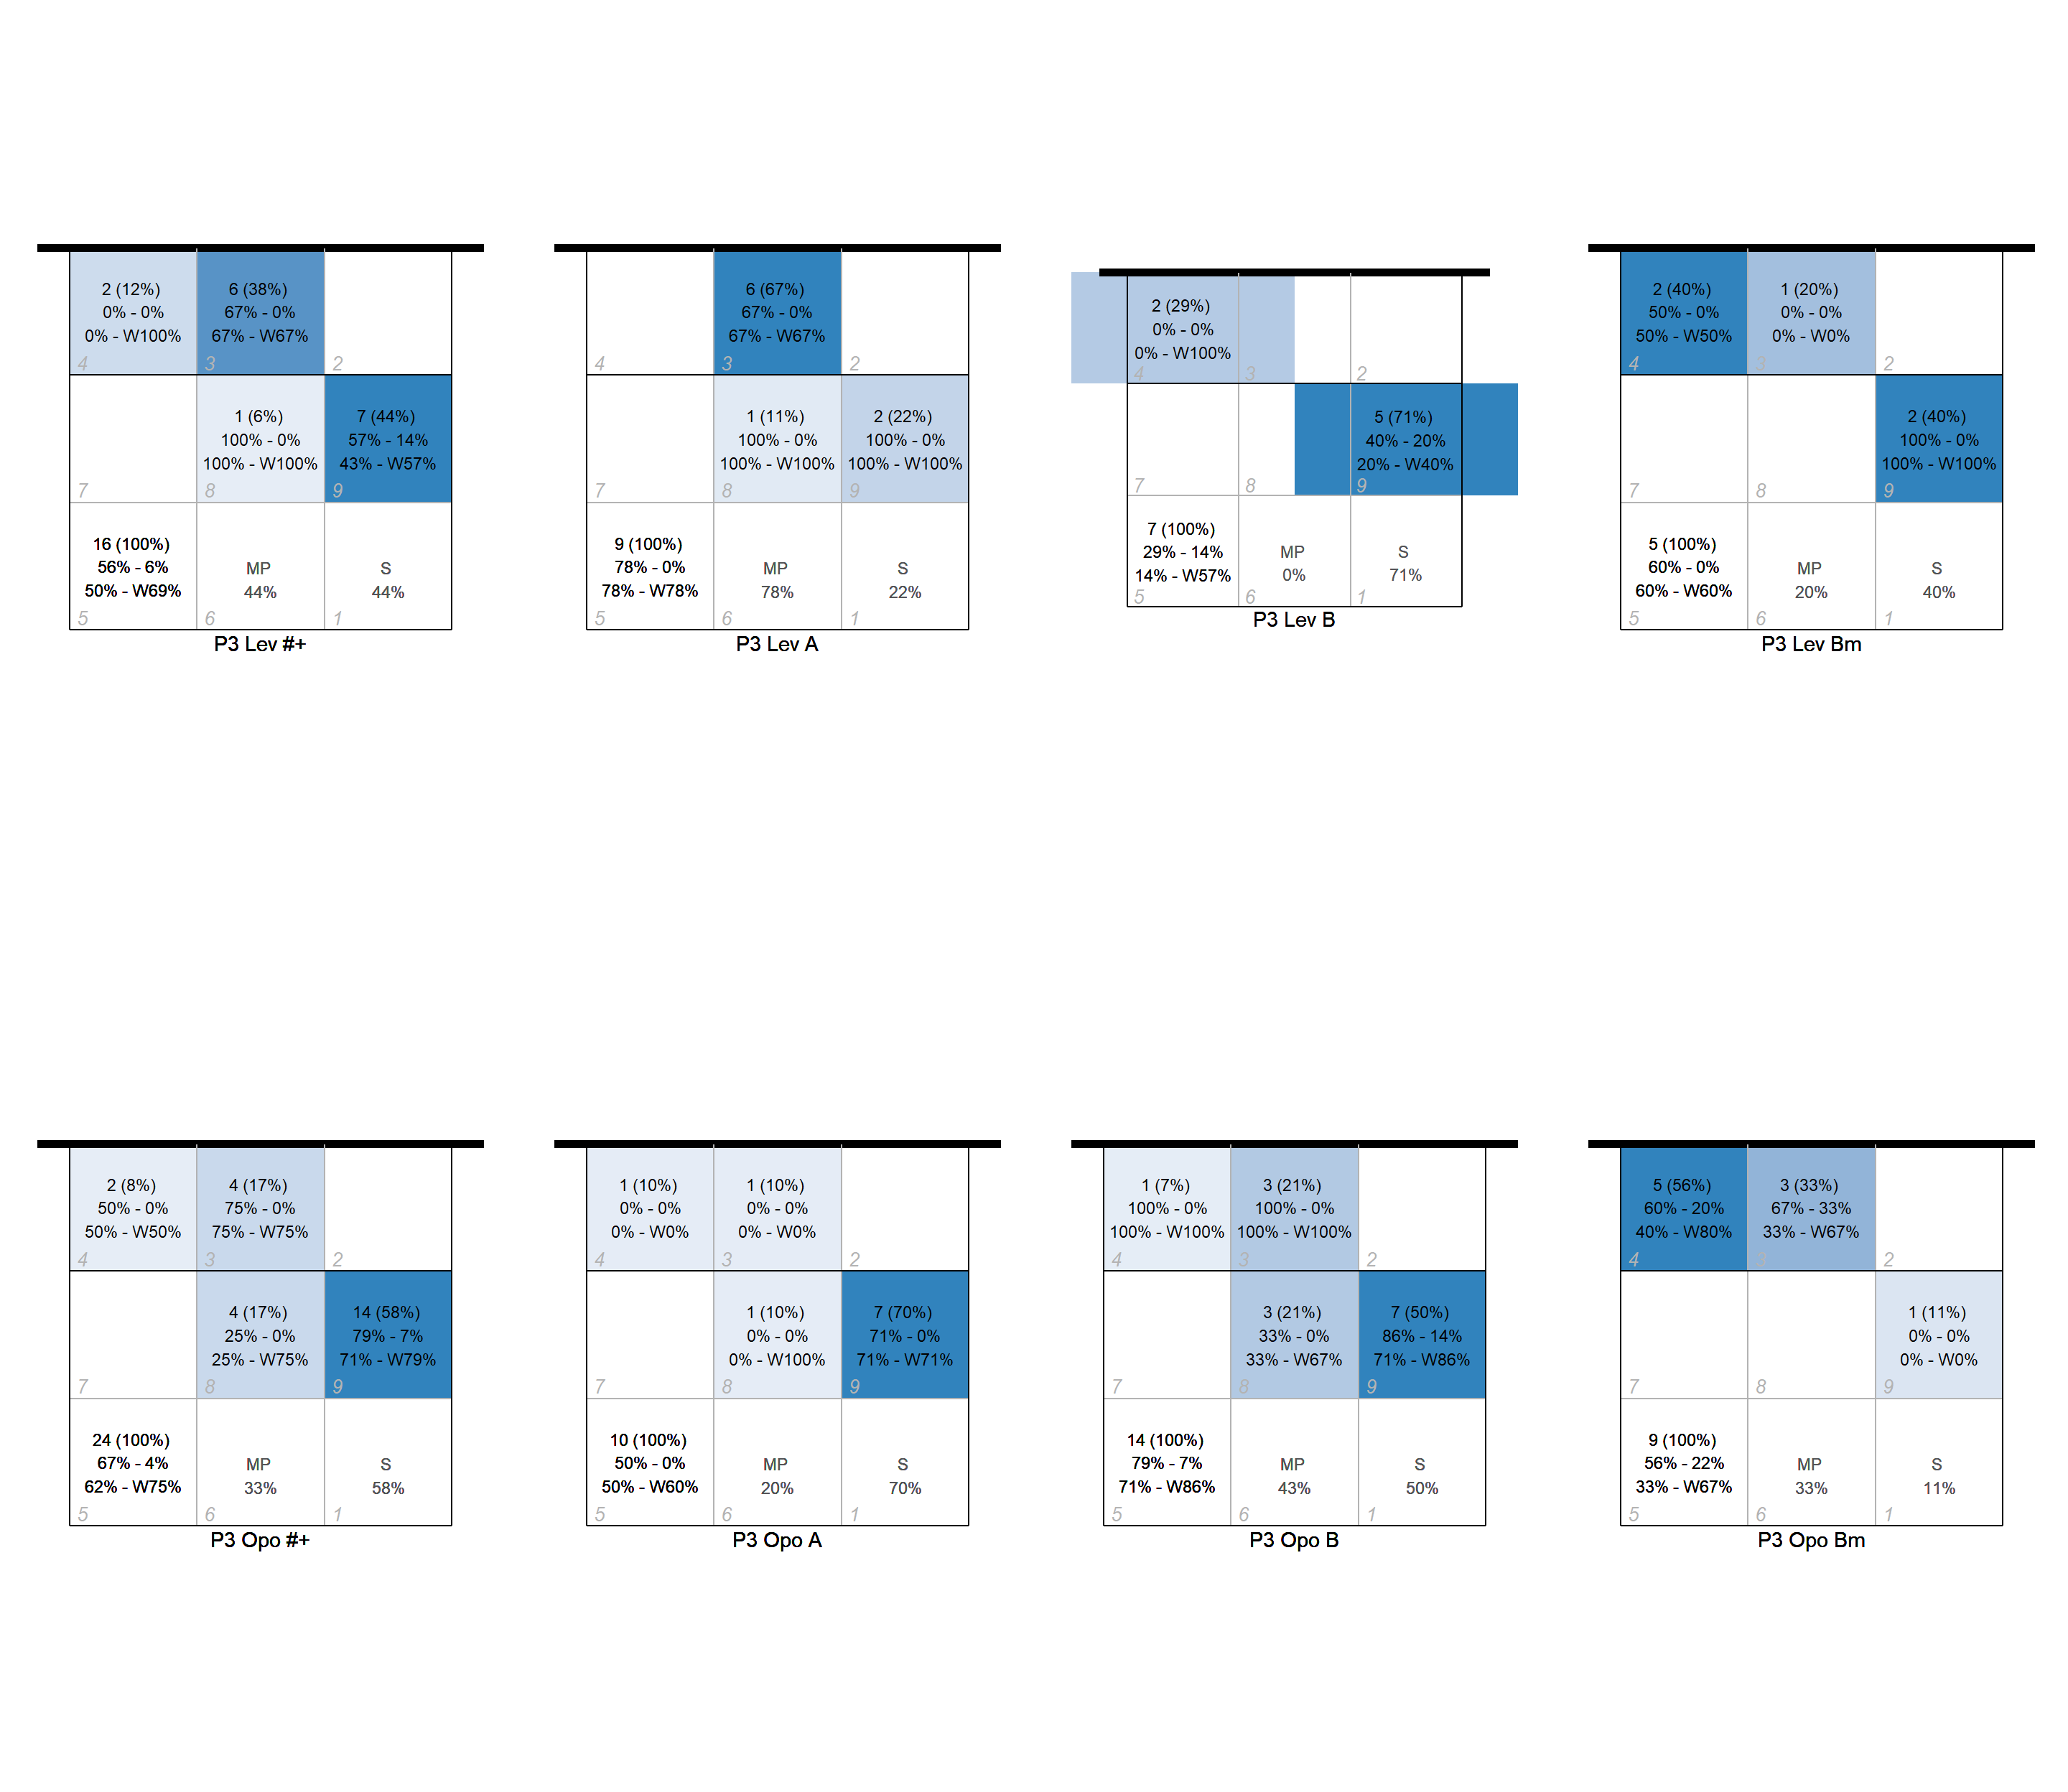 2 (12%)
0% - 0%
0% - W100%
4
6 (38%)
67% - 0%
67% - W67%
3
2
7
1 (6%)
100% - 0%
100% - W100%
8
7 (44%)
57% - 14%
43% - W57%
9
16 (100%)
56% - 6%
50% - W69%
5
MP
44%
6
S
44%
1
P3 Lev #+
4
6 (67%)
67% - 0%
67% - W67%
3
2
7
1 (11%)
100% - 0%
100% - W100%
8
2 (22%)
100% - 0%
100% - W100%
9
9 (100%)
78% - 0%
78% - W78%
5
MP
78%
6
S
22%
1
P3 Lev A
2 (29%)
0% - 0%
0% - W100%
4
3
2
7
8
5 (71%)
40% - 20%
20% - W40%
9
7 (100%)
29% - 14%
14% - W57%
5
MP
0%
6
S
71%
1
P3 Lev B
2 (40%)
50% - 0%
50% - W50%
4
1 (20%)
0% - 0%
0% - W0%
3
2
7
8
2 (40%)
100% - 0%
100% - W100%
9
5 (100%)
60% - 0%
60% - W60%
5
MP
20%
6
S
40%
1
P3 Lev Bm
2 (8%)
50% - 0%
50% - W50%
4
4 (17%)
75% - 0%
75% - W75%
3
2
7
4 (17%)
25% - 0%
25% - W75%
8
14 (58%)
79% - 7%
71% - W79%
9
24 (100%)
67% - 4%
62% - W75%
5
MP
33%
6
S
58%
1
P3 Opo #+
1 (10%)
0% - 0%
0% - W0%
4
1 (10%)
0% - 0%
0% - W0%
3
2
7
1 (10%)
0% - 0%
0% - W100%
8
7 (70%)
71% - 0%
71% - W71%
9
10 (100%)
50% - 0%
50% - W60%
5
MP
20%
6
S
70%
1
P3 Opo A
1 (7%)
100% - 0%
100% - W100%
4
3 (21%)
100% - 0%
100% - W100%
3
2
7
3 (21%)
33% - 0%
33% - W67%
8
7 (50%)
86% - 14%
71% - W86%
9
14 (100%)
79% - 7%
71% - W86%
5
MP
43%
6
S
50%
1
P3 Opo B
5 (56%)
60% - 20%
40% - W80%
4
3 (33%)
67% - 33%
33% - W67%
3
2
7
8
1 (11%)
0% - 0%
0% - W0%
9
9 (100%)
56% - 22%
33% - W67%
5
MP
33%
6
S
11%
1
P3 Opo Bm